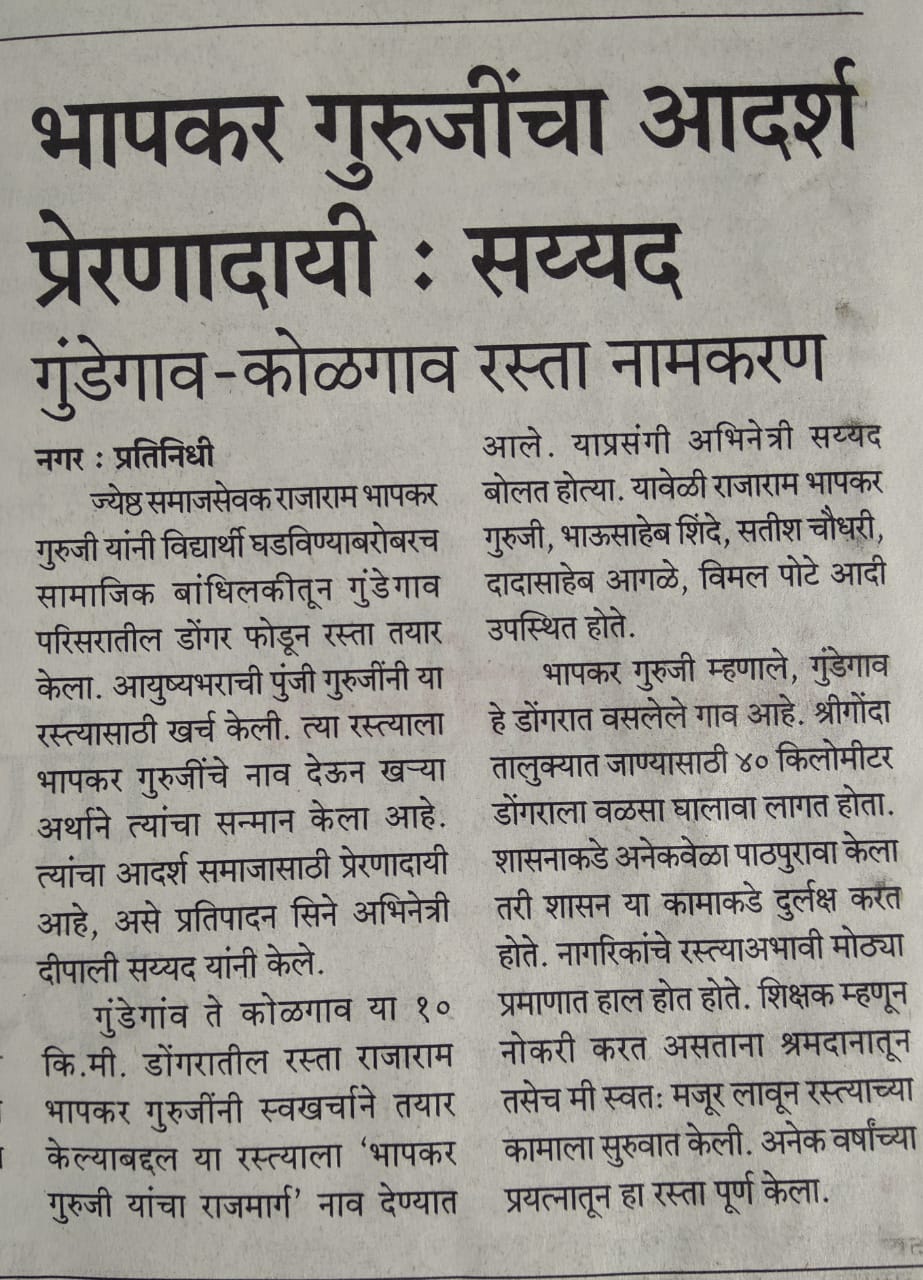 भापकर गुरुजींचा आदर्श
प्रेरणादायी : सय्यद
गुंडेगाव-कोळगाव रस्ता नामकरण
नगर : प्रतिनिधी
ज्येष्ठ समाजसेवक राजाराम भापकर
गुरुजी यांनी विद्यार्थी घडविण्याबरोबरच
सामाजिक बांधिलकीतून गुंडेगाव
परिसरातील डोंगर फोडून रस्ता तयार
केला. आयुष्यभराची पुंजी गुरुजींनी या
रस्त्यासाठी खर्च केली. त्या रस्त्याला
भापकर गुरुजींचे नाव देऊन खऱ्या
अर्थाने त्यांचा सन्मान केला आहे.
त्यांचा आदर्श समाजासाठी प्रेरणादायी
आहे, असे प्रतिपादन सिने अभिनेत्री
दीपाली सय्यद यांनी केले.
गुंडेगांव ते कोळगाव या १०
कि.मी. डोंगरातील रस्ता राजाराम
भापकर गुरुजींनी स्वखर्चाने तयार
केल्याबद्दल या रस्त्याला ‘भापकर
गुरुजी यांचा राजमार्ग’ नाव देण्यात
आले. याप्रसंगी अभिनेत्री सय्यद
बोलत होत्या. यावेळी राजाराम भापकर
गुरुजी, भाऊसाहेब शिंदे, सतीश चौधरी,
दादासाहेब आगळे, विमल पोटे आदी
उपस्थित होते.
भापकर गुरुजी म्हणाले, गुंडेगाव
हे डोंगरात वसलेले गाव आहे. श्रीगोंदा
तालुक्यात जाण्यासाठी ४० किलोमीटर
डोंगराला वळसा घालावा लागत होता.
शासनाकडे अनेकवेळा पाठपुरावा केला
तरी शासन या कामाकडे दुर्लक्ष करत
होते. नागरिकांचे रस्त्याअभावी मोठ्या
प्रमाणात हाल होत होते. शिक्षक म्हणून
नोकरी करत असताना श्रमदानातून
तसेच मी स्वतः मजूर लावून रस्त्याच्या
कामाला सुरुवात केली. अनेक वर्षांच्या
प्रयत्नातून हा रस्ता पूर्ण केला.